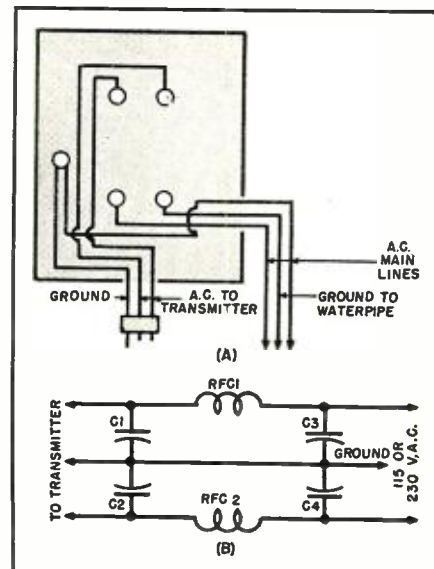 GROUND
A.C. TO
TRANSMITTER
A.C.
MAIN
LINES
GROUND TO
WATERPIPE
(A)
TO TRANSMITTER
C1
C2
RFC1
RFC 2
C3
C4
GROUND
115 OR
230 V.A.C.
(B)